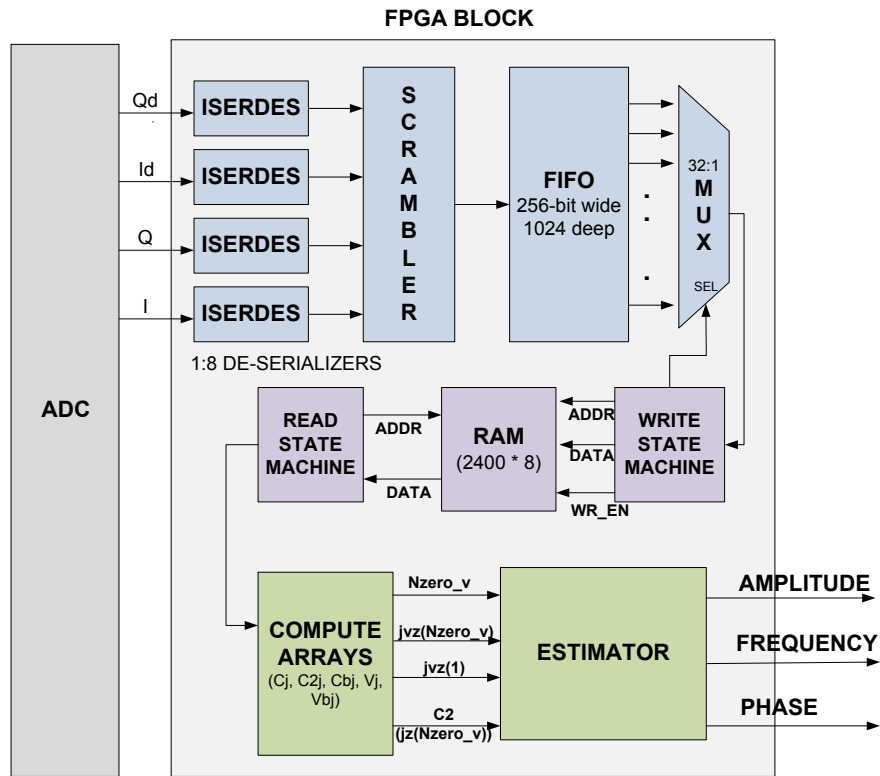 FPGA BLOCK
ADC
Qd
Id
Q
I
ISERDES
ISERDES
ISERDES
ISERDES
1:8 DE-SERIALIZERS
SCRAMBLER
FIFO
256-bit wide
1024 deep
32:1
MUX
SEL
READ
STATE
MACHINE
ADDR
DATA
RAM
(2400 * 8)
ADDR
DATA
WR_EN
WRITE
STATE
MACHINE
COMPUTE
ARRAYS
(Cj, C2j, Cbj, Vj,
Vbj)
Nzero_v
jvz(Nzero_v)
jvz(1)
C2
(jz(Nzero_v))
ESTIMATOR
AMPLITUDE
FREQUENCY
PHASE